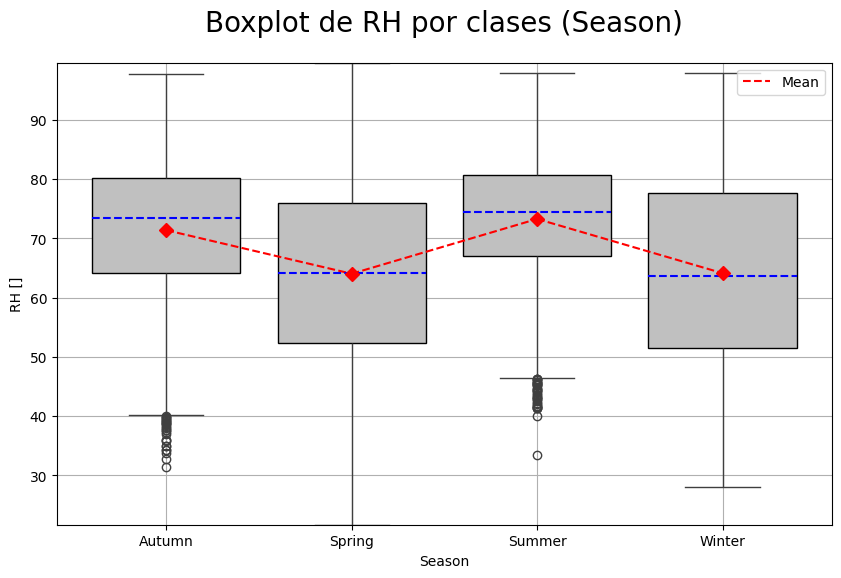 Boxplot de RH por clases (Season)
Mean
90
80
70
60
50
40
30
RH []
Autumn
Spring
Summer
Winter
Season